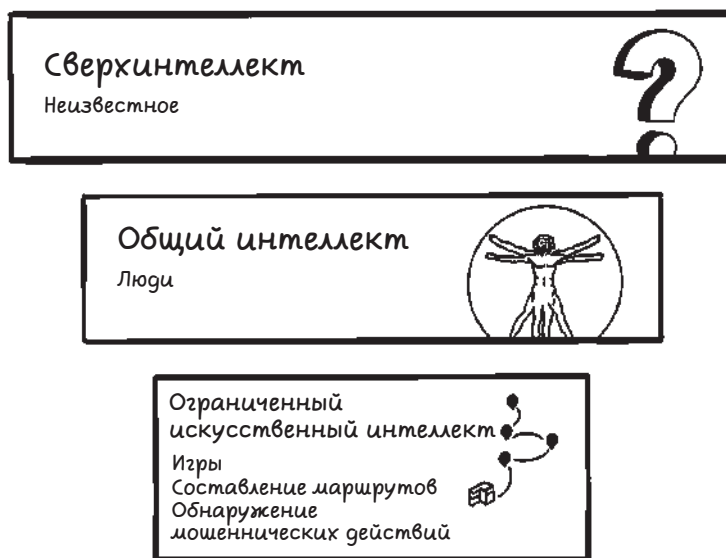 Сверхинтеллект
Неизвестное
Общий интеллект
Люди
Ограниченный
искусственный интеллект
Игры
Составление маршрутов
Обнаружение
мошеннических действий